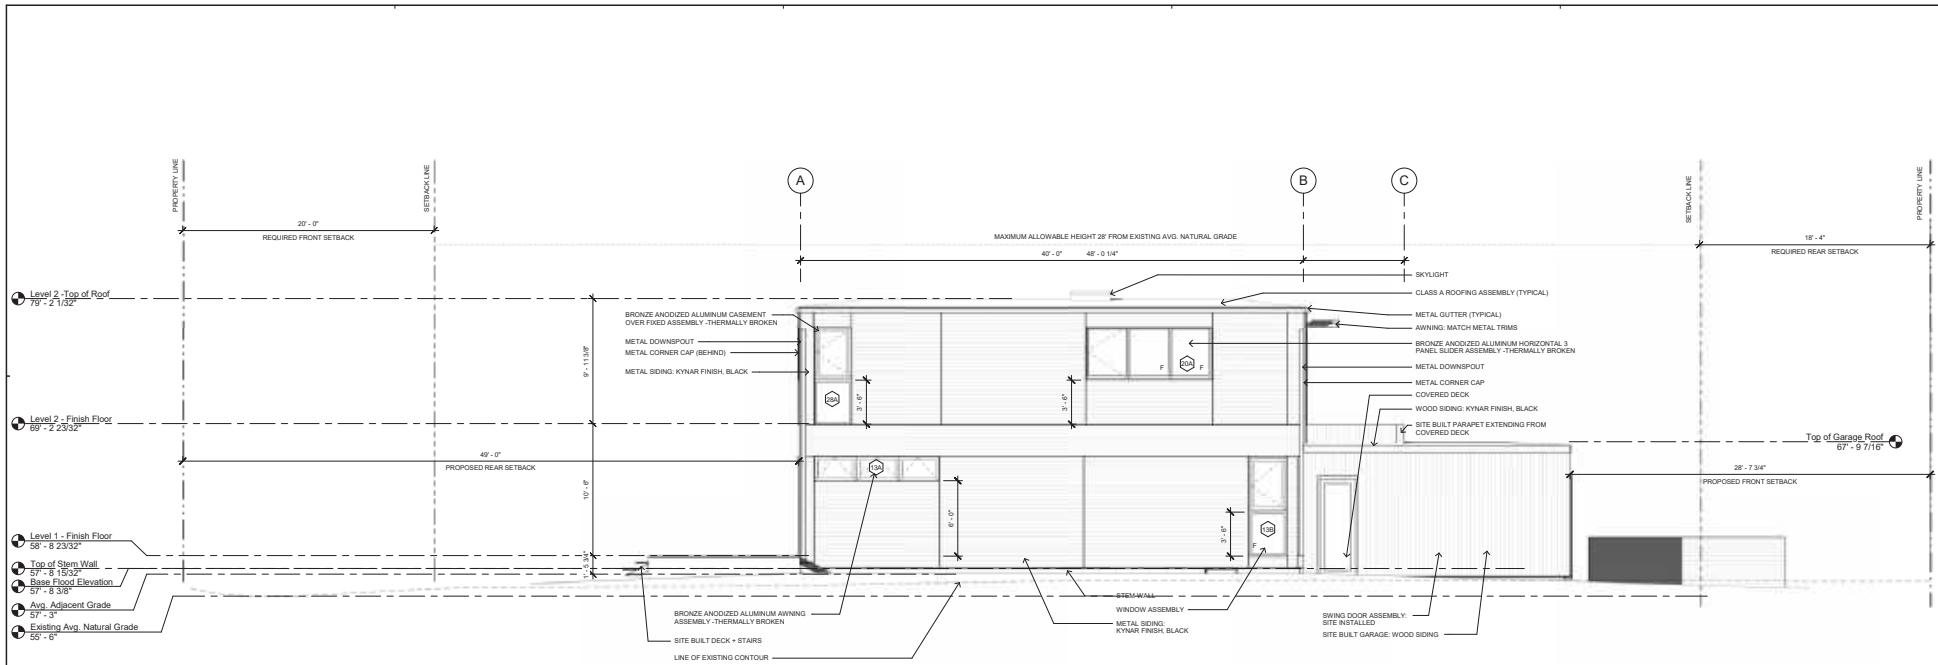 A
B
C
PROPERTY LINE
SETBACK LINE
SETBACK LINE
PROPERTY LINE
20' - 0"
REQUIRED FRONT SETBACK
MAXIMUM ALLOWABLE HEIGHT 28' FROM EXISTING AVG. NATURAL GRADE
18' - 4"
REQUIRED REAR SETBACK
40' - 0"
48' - 0 1/4"
Level 2 -Top of Roof
79' - 2 1/32"
Level 2 - Finish Floor
69' - 2 23/32"
Level 1 - Finish Floor
58' - 8 23/32"
Top of Stem Wall
57' - 8 15/32"
Base Flood Elevation
57' - 8 3/8"
Avg. Adjacent Grade
57' - 3"
Existing Avg. Natural Grade
55' - 6"
9' - 11 3/8"
10' - 6"
1' - 5 3/4"
49' - 0"
PROPOSED REAR SETBACK
BRONZE ANODIZED ALUMINUM CASEMENT
OVER FIXED ASSEMBLY -THERMALLY BROKEN
METAL DOWNSPOUT
METAL CORNER CAP (BEHIND)
METAL SIDING: KYNAR FINISH, BLACK
28A
3' - 6"
3' - 6"
F
20A
F
13A
6' - 0"
3' - 6"
13B
F
SKYLIGHT
CLASS A ROOFING ASSEMBLY (TYPICAL)
METAL GUTTER (TYPICAL)
AWNING: MATCH METAL TRIMS
BRONZE ANODIZED ALUMINUM HORIZONTAL 3
PANEL SLIDER ASSEMBLY -THERMALLY BROKEN
METAL DOWNSPOUT
METAL CORNER CAP
COVERED DECK
WOOD SIDING: KYNAR FINISH, BLACK
SITE BUILT PARAPET EXTENDING FROM
COVERED DECK
Top of Garage Roof
67' - 9 7/16"
28' - 7 3/4"
PROPOSED FRONT SETBACK
BRONZE ANODIZED ALUMINUM AWNING
ASSEMBLY -THERMALLY BROKEN
SITE BUILT DECK + STAIRS
LINE OF EXISTING CONTOUR
STEM WALL
WINDOW ASSEMBLY
METAL SIDING:
KYNAR FINISH, BLACK
SWING DOOR ASSEMBLY:
SITE INSTALLED
SITE BUILT GARAGE: WOOD SIDING